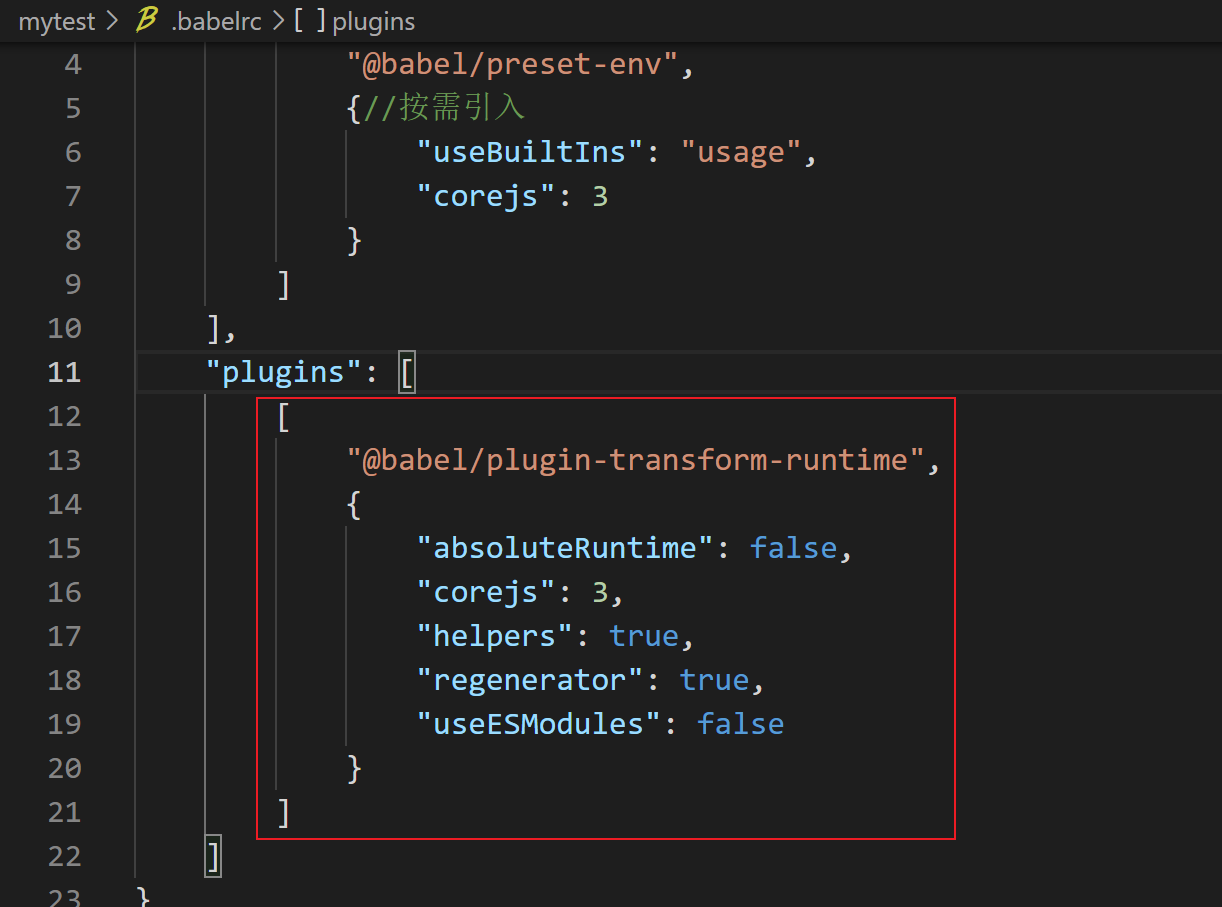 mytest > .babelrc > [ ] plugins
4 "@babel/preset-env",
5 {//按需引入
6 "useBuiltIns": "usage",
7 "corejs": 3
8 }
9 ]
10 ],
11 "plugins": [
12 [
13 "@babel/plugin-transform-runtime",
14 {
15 "absoluteRuntime": false,
16 "corejs": 3,
17 "helpers": true,
18 "regenerator": true,
19 "useESModules": false
20 }
21 ]
22 ]
23 }